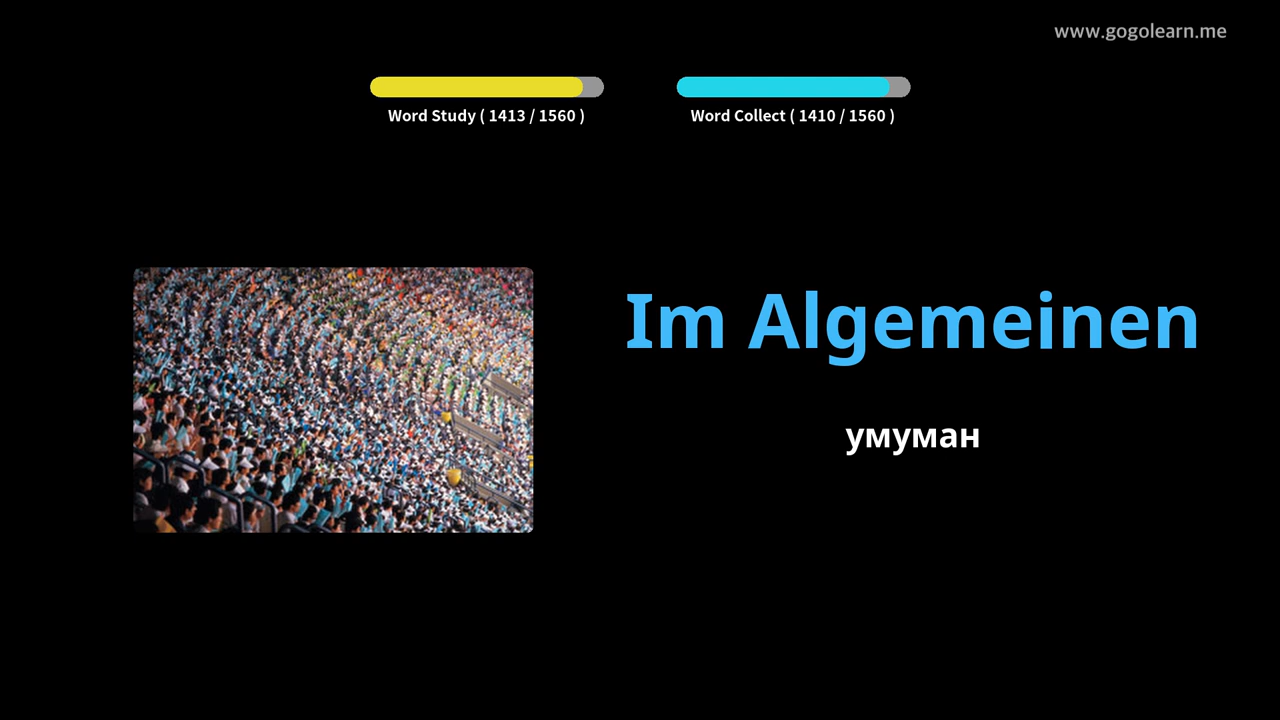 www.gogolearn.me
Word Study ( 1413 / 1560 )
Word Collect ( 1410 / 1560 )
Im Algemeinen
умуман